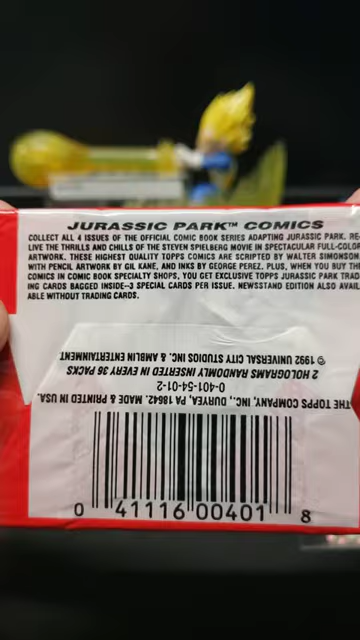 JURASSIC PARK™ COMICS
COLLECT ALL 4 ISSUES OF THE OFFICIAL COMIC BOOK SERIES ADAPTING JURASSIC PARK. RE-
LIVE THE THRILLS AND CHILLS OF THE STEVEN SPIELBERG MOVIE IN SPECTACULAR FULL-COLOR
ARTWORK. THESE HIGHEST QUALITY TOPPS COMICS ARE SCRIPTED BY WALTER SIMONSON,
WITH PENCIL ARTWORK BY GIL KANE, AND INKS BY GEORGE PEREZ. PLUS, WHEN YOU BUY THE
COMICS IN COMIC BOOK SPECIALTY SHOPS, YOU GET EXCLUSIVE TOPPS JURASSIC PARK TRAD-
ING CARDS BAGGED INSIDE—3 SPECIAL CARDS PER ISSUE. NEWSSTAND EDITION ALSO AVAIL-
ABLE WITHOUT TRADING CARDS.
THE TOPPS COMPANY, INC., DURYEA, PA 18642. MADE & PRINTED IN USA.
0-401-54-01-2
2 HOLOGRAMS RANDOMLY INSERTED IN EVERY 36 PACKS
© 1992 UNIVERSAL CITY STUDIOS, INC. & AMBLIN ENTERTAINMENT
0 41116 00401 8